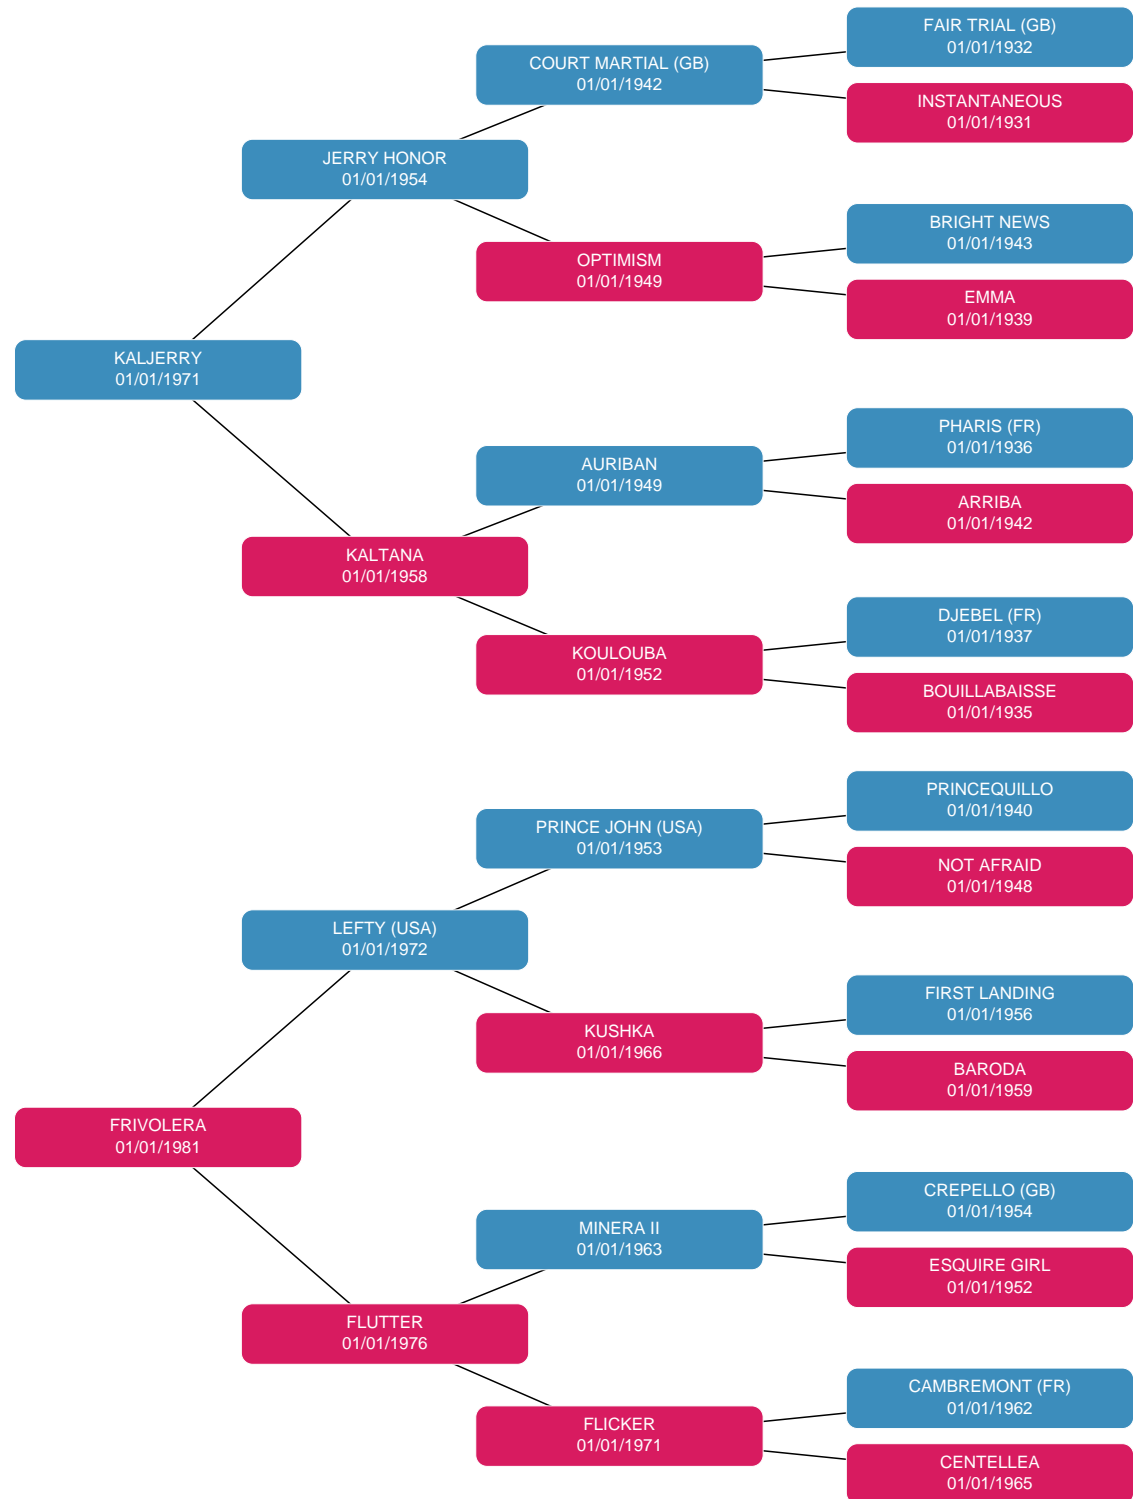 FAIR TRIAL (GB)
01/01/1932
COURT MARTIAL (GB)
01/01/1942
INSTANTANEOUS
01/01/1931
JERRY HONOR
01/01/1954
BRIGHT NEWS
01/01/1943
OPTIMISM
01/01/1949
EMMA
01/01/1939
KALJERRY
01/01/1971
PHARIS (FR)
01/01/1936
AURIBAN
01/01/1949
ARRIBA
01/01/1942
KALTANA
01/01/1958
DJEBEL (FR)
01/01/1937
KOULOUBA
01/01/1952
BOUILLABAISSE
01/01/1935
PRINCEQUILLO
01/01/1940
PRINCE JOHN (USA)
01/01/1953
NOT AFRAID
01/01/1948
LEFTY (USA)
01/01/1972
FIRST LANDING
01/01/1956
KUSHKA
01/01/1966
BARODA
01/01/1959
FRIVOLERA
01/01/1981
CREPELLO (GB)
01/01/1954
MINERA II
01/01/1963
ESQUIRE GIRL
01/01/1952
FLUTTER
01/01/1976
CAMBREMONT (FR)
01/01/1962
FLICKER
01/01/1971
CENTELLEA
01/01/1965